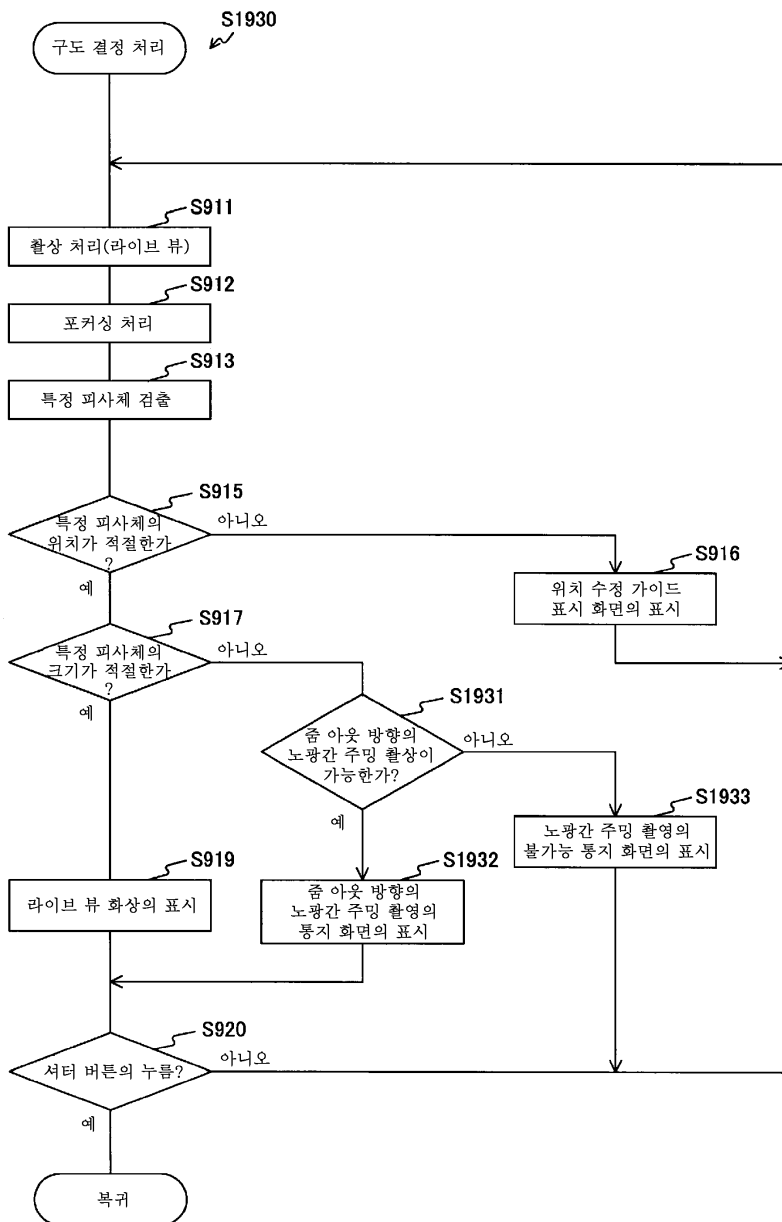 S1930
구도 결정 처리
S911
촬상 처리(라이브 뷰)
S912
포커싱 처리
S913
특정 피사체 검출
S915
특정 피사체의
위치가 적절한가
?
아니오
예
S916
위치 수정 가이드
표시 화면의 표시
S917
특정 피사체의
크기가 적절한가
?
아니오
예
S1931
줌 아웃 방향의
노광간 주밍 촬상이
가능한가?
아니오
예
S1933
노광간 주밍 촬영의
불가능 통지 화면의 표시
S919
라이브 뷰 화상의 표시
S1932
줌 아웃 방향의
노광간 주밍 촬영의
통지 화면의 표시
S920
셔터 버튼의 누름?
아니오
예
복귀